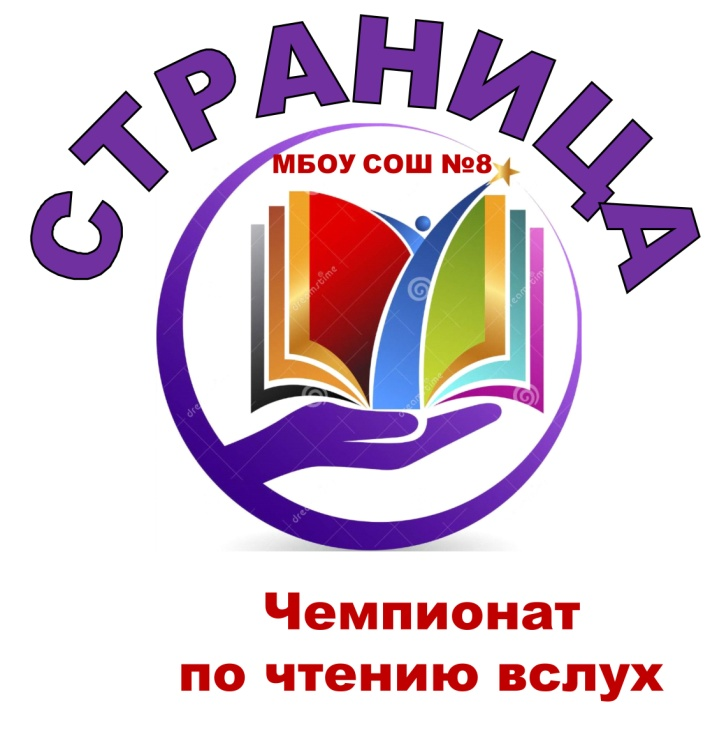 СТРАНИЦА
МБОУ СОШ №8
Чемпионат
по чтению вслух